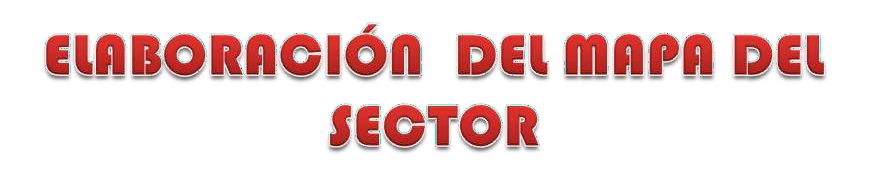 ELABORACIÓN DEL MAPA DEL
SECTOR